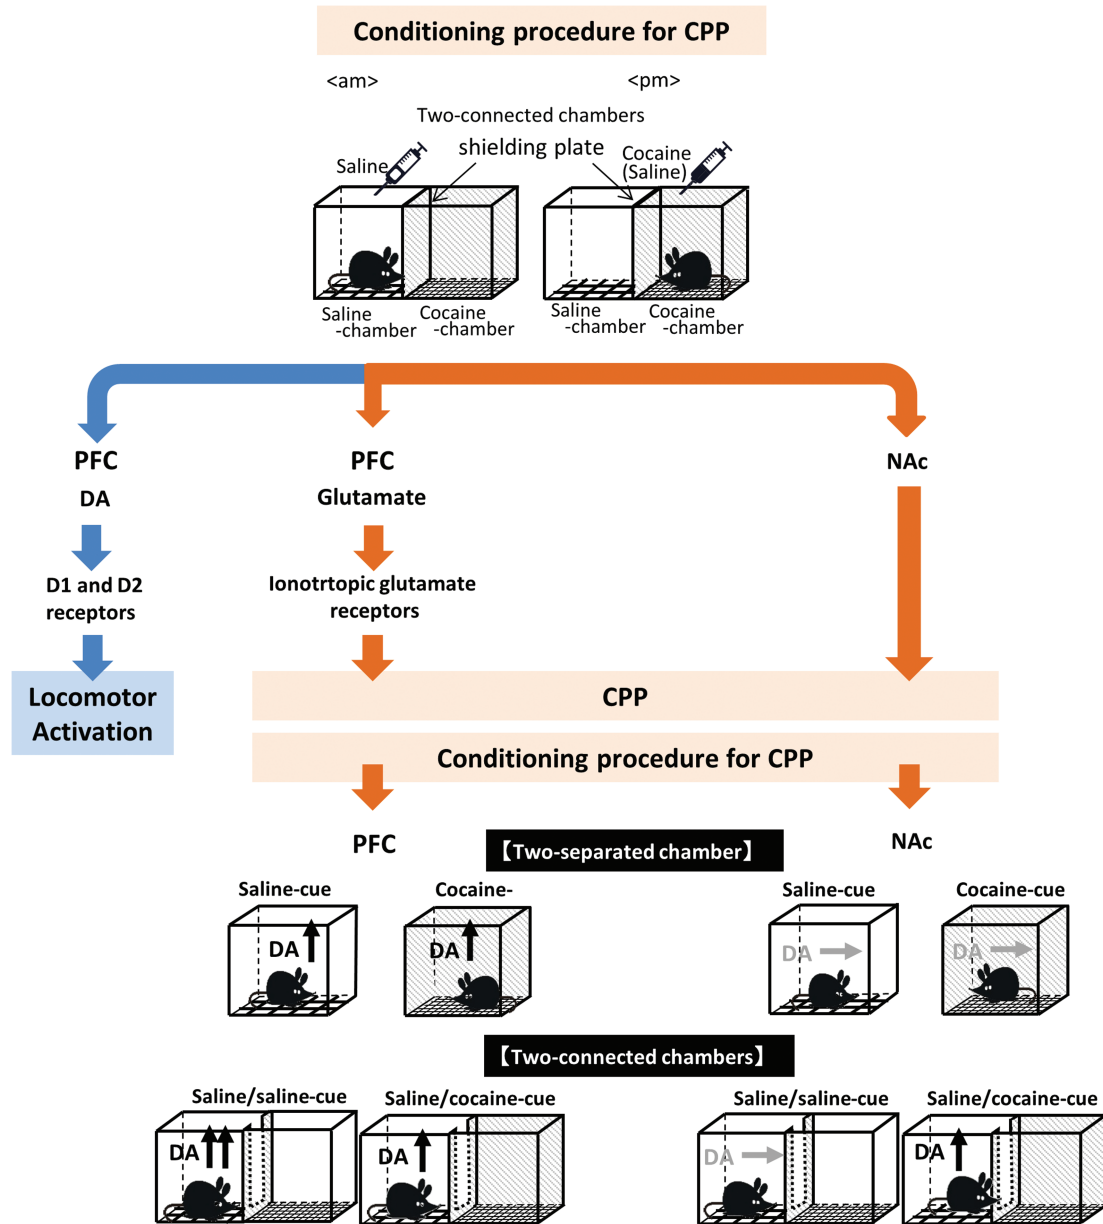 Conditioning procedure for CPP
<am>
<pm>
Two-connected chambers
shielding plate
Saline
Cocaine
(Saline)
Saline
-chamber
Cocaine
-chamber
Saline
-chamber
Cocaine
-chamber
PFC
PFC
NAc
DA
Glutamate
D1 and D2
receptors
Ionotrtopic glutamate
receptors
Locomotor
Activation
CPP
Conditioning procedure for CPP
PFC
NAc
【Two-separated chamber】
Saline-cue
Cocaine-
Saline-cue
Cocaine-cue
DA
DA
DA
DA
【Two-connected chambers】
Saline/saline-cue
Saline/cocaine-cue
Saline/saline-cue
Saline/cocaine-cue
DA
DA
DA
DA